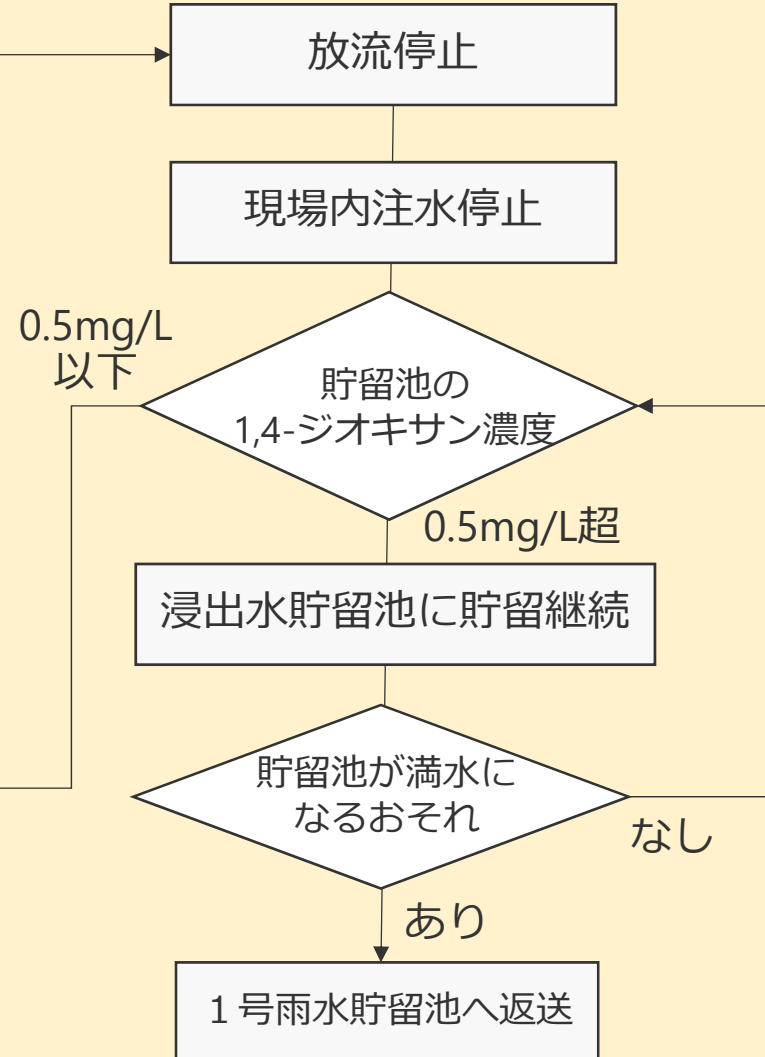 放流停止
現場内注水停止
0.5mg/L
以下
貯留池の
1,4-ジオキサン濃度
0.5mg/L超
浸出水貯留池に貯留継続
貯留池が満水に
なるおそれ
なし
あり
１号雨水貯留池へ返送